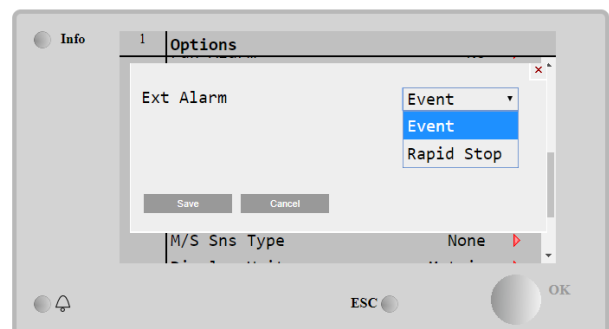 Info
1 Options
Ext Alarm Event
Event
Rapid Stop
Save Cancel
M/S Sns Type None
ESC
OK